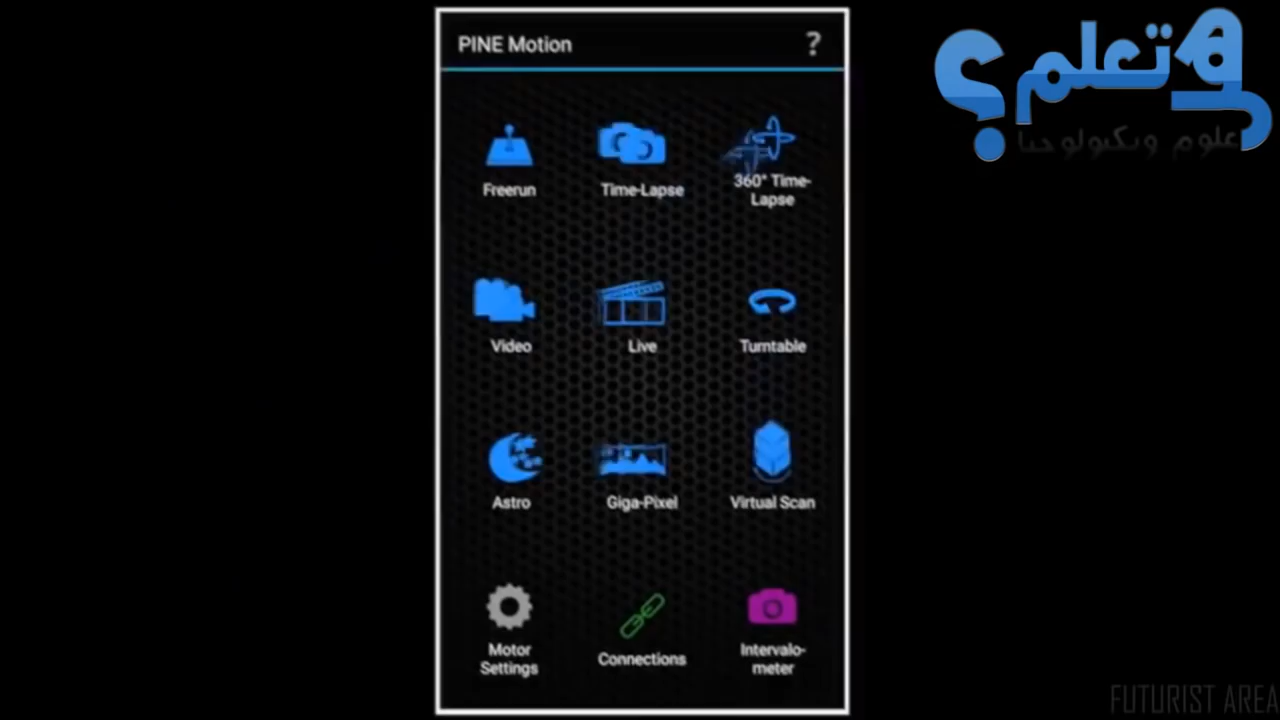 PINE Motion ?
Freerun
Time-Lapse
360° Time-
Lapse
Video
Live
Turntable
Astro
Giga-Pixel
Virtual Scan
Motor
Settings
Connections
Intervalo-
meter
هل تعلم؟
علوم وتكنولوجيا
FUTURIST AREA